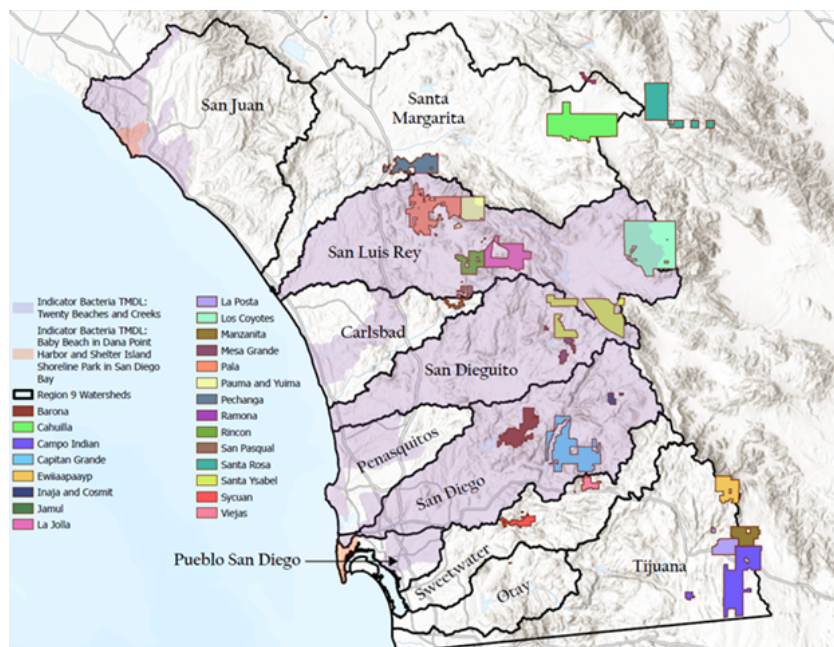 San Juan
Santa
Margarita
San Luis Rey
Carlsbad
San Dieguito
Penasquitos
San Diego
Pueblo San Diego
Sweetwater
Otay
Tijuana
Indicator Bacteria TMDL:
Twenty Beaches and Creeks
Indicator Bacteria TMDL:
Baby Beach in Dana Point
Harbor and Shelter Island
Shoreline Park in San Diego
Bay
Region 9 Watersheds
Barona
Cahuilla
Campo Indian
Capitan Grande
Ewiiaapaayp
Inaja and Cosmit
Jamul
La Jolla
La Posta
Los Coyotes
Manzanita
Mesa Grande
Pala
Pauma and Yuima
Pechanga
Ramona
Rincon
San Pasqual
Santa Rosa
Santa Ysabel
Sycuan
Viejas